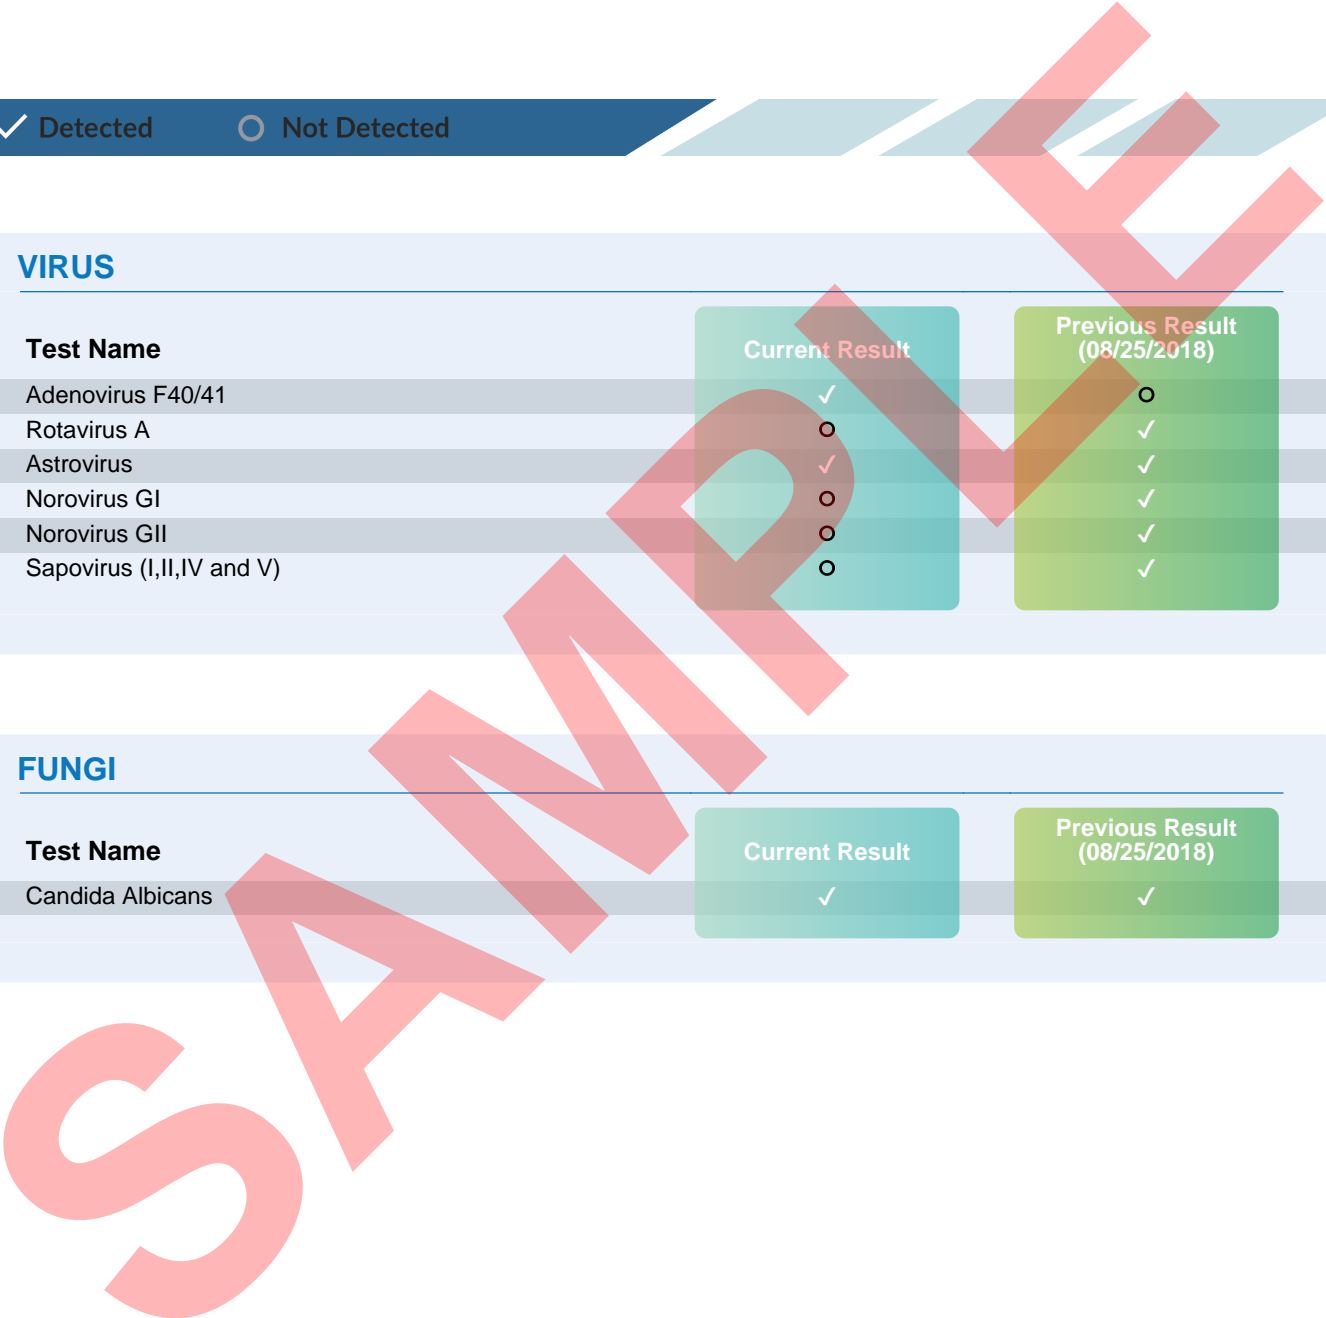 ✓ Detected ○ Not Detected
VIRUS
Test Name Current Result Previous Result (08/25/2018)
Adenovirus F40/41 ✓ ○
Rotavirus A ○ ✓
Astrovirus ✓ ✓
Norovirus GI ○ ✓
Norovirus GII ○ ✓
Sapovirus (I,II,IV and V) ○ ✓
FUNGI
Test Name Current Result Previous Result (08/25/2018)
Candida Albicans ✓ ✓
SAMPLE